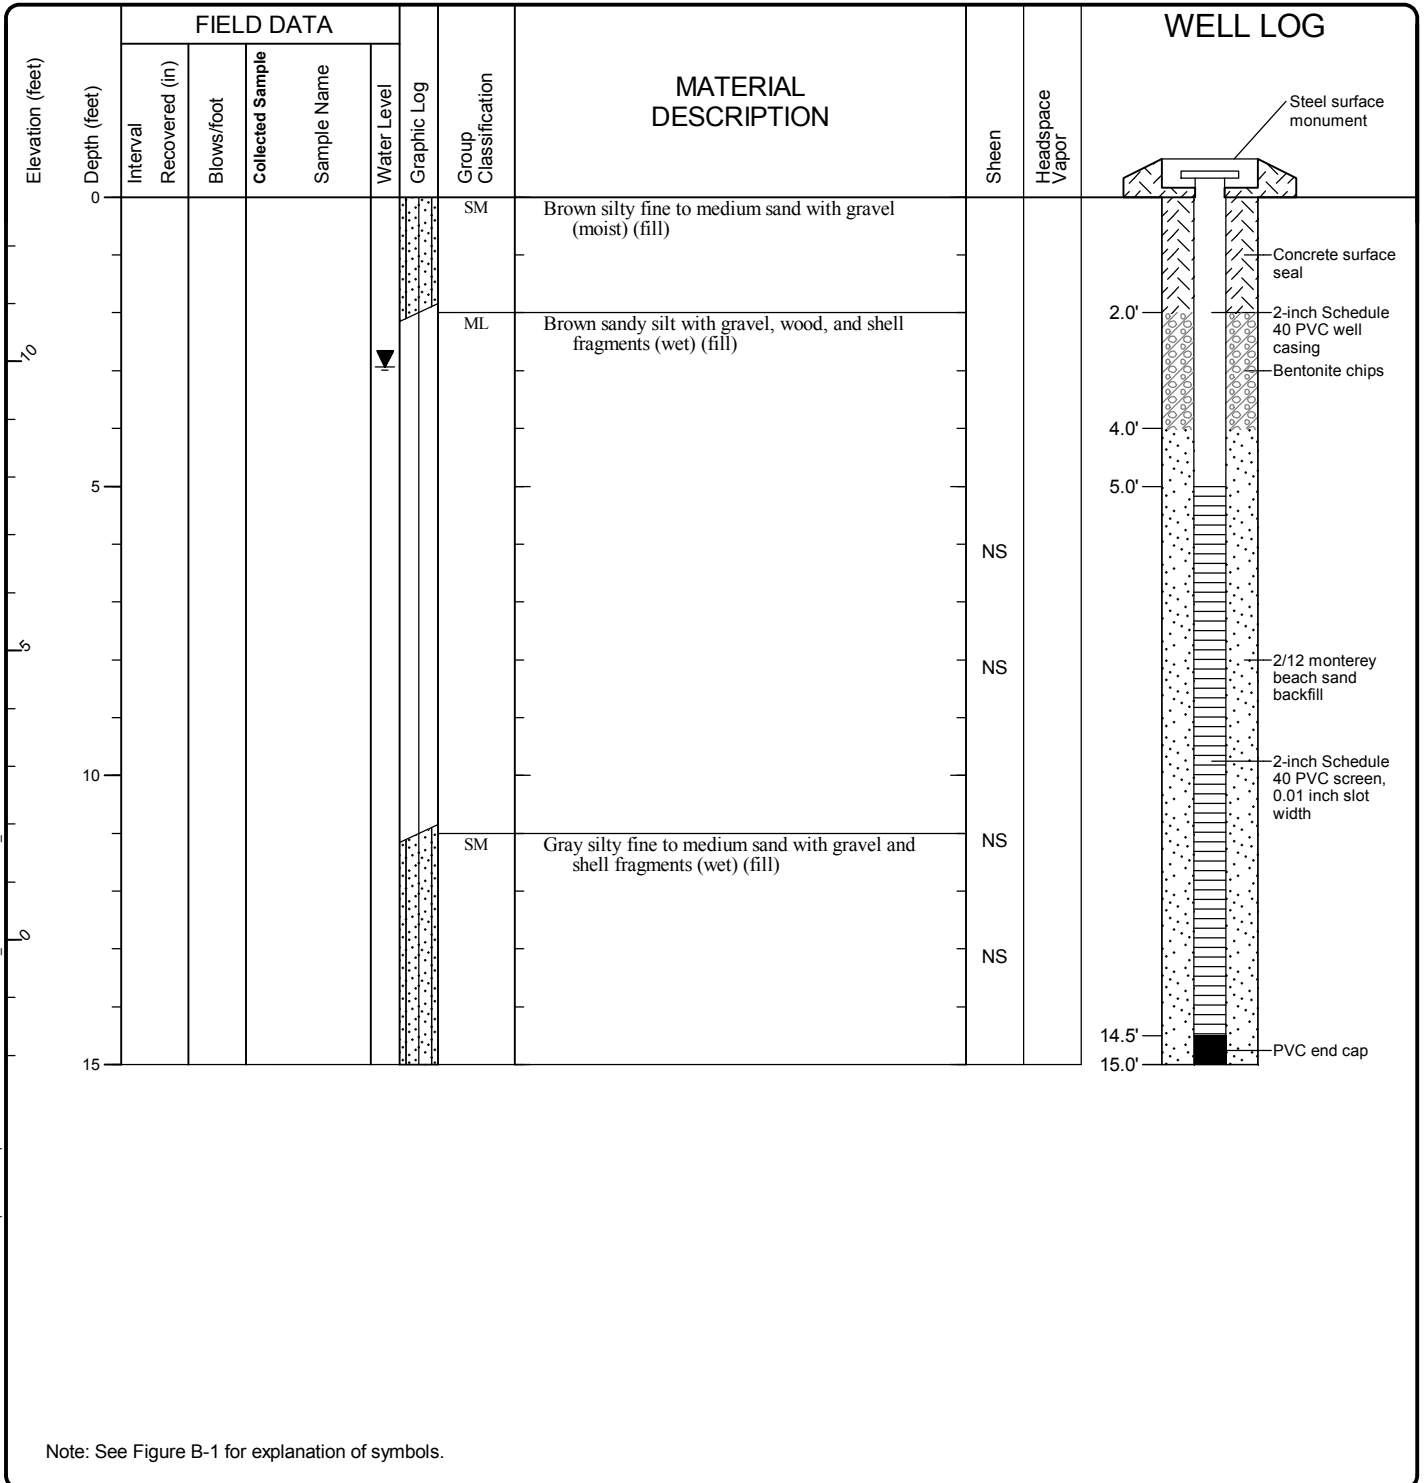 FIELD DATA
WELL LOG
Elevation (feet)
Depth (feet)
Interval
Recovered (in)
Blows/foot
Collected Sample
Sample Name
Water Level
Graphic Log
Group
Classification
MATERIAL
DESCRIPTION
Sheen
Headspace
Vapor
Steel surface
monument
0
SM
Brown silty fine to medium sand with gravel
(moist) (fill)
Concrete surface
seal
2.0'
2-inch Schedule
40 PVC well
casing
ML
Brown sandy silt with gravel, wood, and shell
fragments (wet) (fill)
10
Bentonite chips
4.0'
5
5.0'
NS
5
NS
2/12 monterey
beach sand
backfill
10
2-inch Schedule
40 PVC screen,
0.01 inch slot
width
SM
Gray silty fine to medium sand with gravel and
shell fragments (wet) (fill)
NS
0
NS
14.5'
PVC end cap
15
15.0'
Note: See Figure B-1 for explanation of symbols.